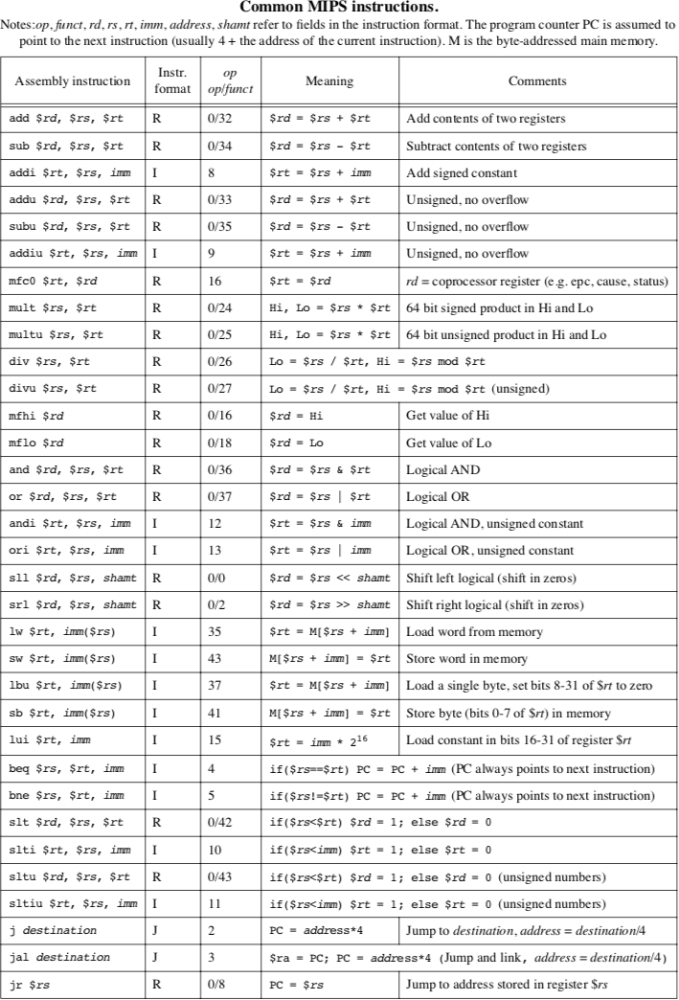 Common MIPS instructions.
Notes:op, funct, rd, rs, rt, imm, address, shamt refer to fields in the instruction format. The program counter PC is assumed to
point to the next instruction (usually 4 + the address of the current instruction). M is the byte-addressed main memory.
Assembly instruction Instr. format op op/funct Meaning Comments
add $rd, $rs, $rt R 0/32 $rd = $rs + $rt Add contents of two registers
sub $rd, $rs, $rt R 0/34 $rd = $rs - $rt Subtract contents of two registers
addi $rt, $rs, imm I 8 $rt = $rs + imm Add signed constant
addu $rd, $rs, $rt R 0/33 $rd = $rs + $rt Unsigned, no overflow
subu $rd, $rs, $rt R 0/35 $rd = $rs - $rt Unsigned, no overflow
addiu $rt, $rs, imm I 9 $rt = $rs + imm Unsigned, no overflow
mfc0 $rt, $rd R 16 $rt = $rd rd = coprocessor register (e.g. epc, cause, status)
mult $rs, $rt R 0/24 Hi, Lo = $rs * $rt 64 bit signed product in Hi and Lo
multu $rs, $rt R 0/25 Hi, Lo = $rs * $rt 64 bit unsigned product in Hi and Lo
div $rs, $rt R 0/26 Lo = $rs / $rt, Hi = $rs mod $rt
divu $rs, $rt R 0/27 Lo = $rs / $rt, Hi = $rs mod $rt (unsigned)
mfhi $rd R 0/16 $rd = Hi Get value of Hi
mflo $rd R 0/18 $rd = Lo Get value of Lo
and $rd, $rs, $rt R 0/36 $rd = $rs & $rt Logical AND
or $rd, $rs, $rt R 0/37 $rd = $rs | $rt Logical OR
andi $rt, $rs, imm I 12 $rt = $rs & imm Logical AND, unsigned constant
ori $rt, $rs, imm I 13 $rt = $rs | imm Logical OR, unsigned constant
sll $rd, $rs, shamt R 0/0 $rd = $rs << shamt Shift left logical (shift in zeros)
srl $rd, $rs, shamt R 0/2 $rd = $rs >> shamt Shift right logical (shift in zeros)
lw $rt, imm($rs) I 35 $rt = M[$rs + imm] Load word from memory
sw $rt, imm($rs) I 43 M[$rs + imm] = $rt Store word in memory
lbu $rt, imm($rs) I 37 $rt = M[$rs + imm] Load a single byte, set bits 8-31 of $rt to zero
sb $rt, imm($rs) I 41 M[$rs + imm] = $rt Store byte (bits 0-7 of $rt) in memory
lui $rt, imm I 15 $rt = imm * 2¹⁶ Load constant in bits 16-31 of register $rt
beq $rs, $rt, imm I 4 if($rs==$rt) PC = PC + imm (PC always points to next instruction)
bne $rs, $rt, imm I 5 if($rs!=$rt) PC = PC + imm (PC always points to next instruction)
slt $rd, $rs, $rt R 0/42 if($rs<$rt) $rd = 1; else $rd = 0
slti $rt, $rs, imm I 10 if($rs<imm) $rt = 1; else $rt = 0
sltu $rd, $rs, $rt R 0/43 if($rs<$rt) $rd = 1; else $rd = 0 (unsigned numbers)
sltiu $rt, $rs, imm I 11 if($rs<imm) $rt = 1; else $rt = 0 (unsigned numbers)
j destination J 2 PC = address*4 Jump to destination, address = destination/4
jal destination J 3 $ra = PC; PC = address*4 (Jump and link, address = destination/4)
jr $rs R 0/8 PC = $rs Jump to address stored in register $rs